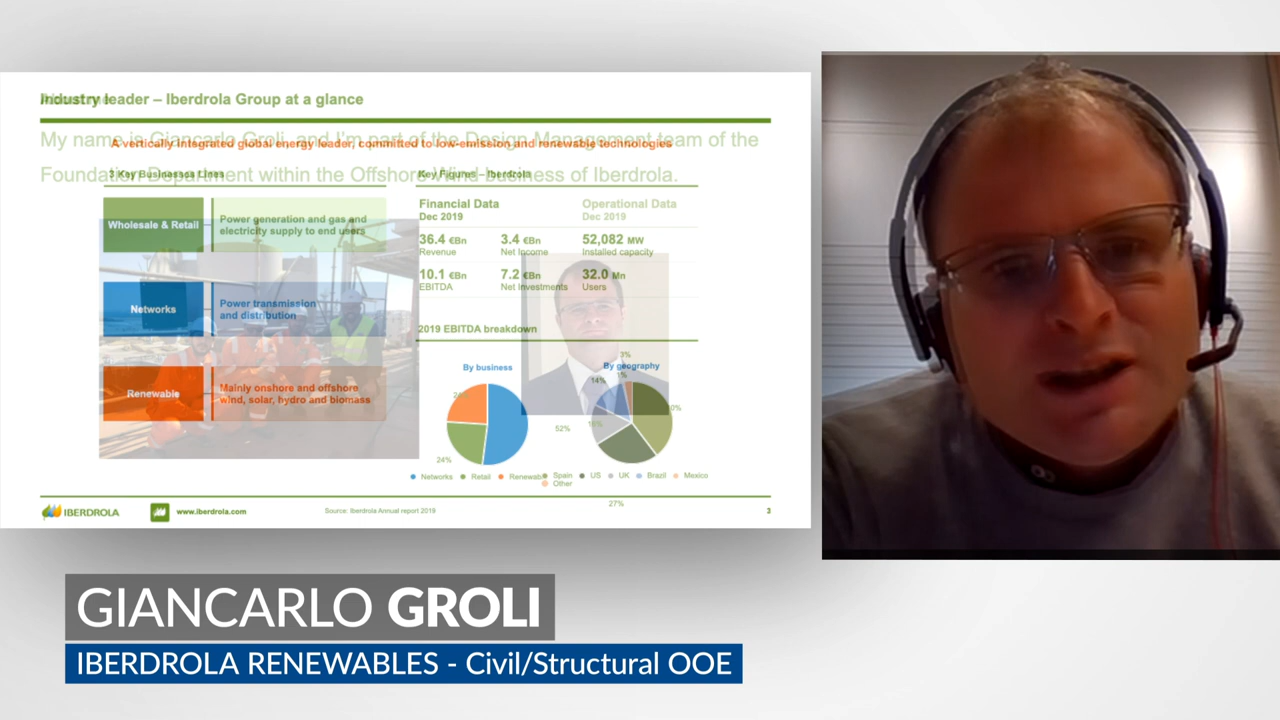 Industry leader – Iberdrola Group at a glance
My name is Giancarlo Groli, and I'm part of the Design Management team of the
A vertically integrated global energy leader, committed to low-emission and renewable technologies
Foundation Department within the Offshore Wind business of Iberdrola.
3 Key Businesses Lines
Key Figures – Iberdrola
Wholesale & Retail
Power generation and gas and
electricity supply to end users
Networks
Power transmission
and distribution
Renewable
Mainly onshore and offshore
wind, solar, hydro and biomass
Financial Data
Dec 2019
Operational Data
Dec 2019
36.4 €Bn
Revenue
3.4 €Bn
Net Income
52,082 MW
Installed capacity
10.1 €Bn
EBITDA
7.2 €Bn
Net Investments
32.0 Mn
Users
2019 EBITDA breakdown
By business
24%
52%
24%
Networks Retail
By geography
3%
1%
14%
27%
Spain US UK Brazil Mexico
Other
IBERDROLA
www.iberdrola.com
Source: Iberdrola Annual report 2019
3
GIANCARLO GROLI
IBERDROLA RENEWABLES - Civil/Structural OOE